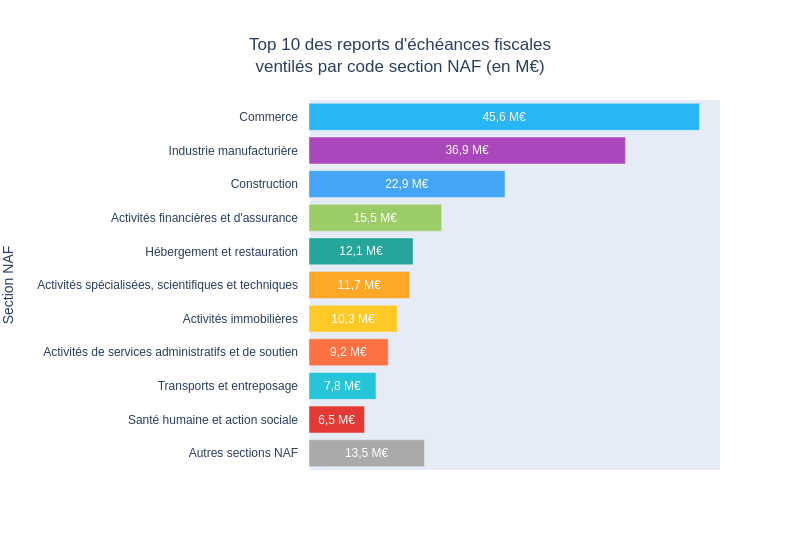 Top 10 des reports d'échéances fiscales
ventilés par code section NAF (en M€)
Section NAF
Commerce 45,6 M€
Industrie manufacturière 36,9 M€
Construction 22,9 M€
Activités financières et d'assurance 15,5 M€
Hébergement et restauration 12,1 M€
Activités spécialisées, scientifiques et techniques 11,7 M€
Activités immobilières 10,3 M€
Activités de services administratifs et de soutien 9,2 M€
Transports et entreposage 7,8 M€
Santé humaine et action sociale 6,5 M€
Autres sections NAF 13,5 M€